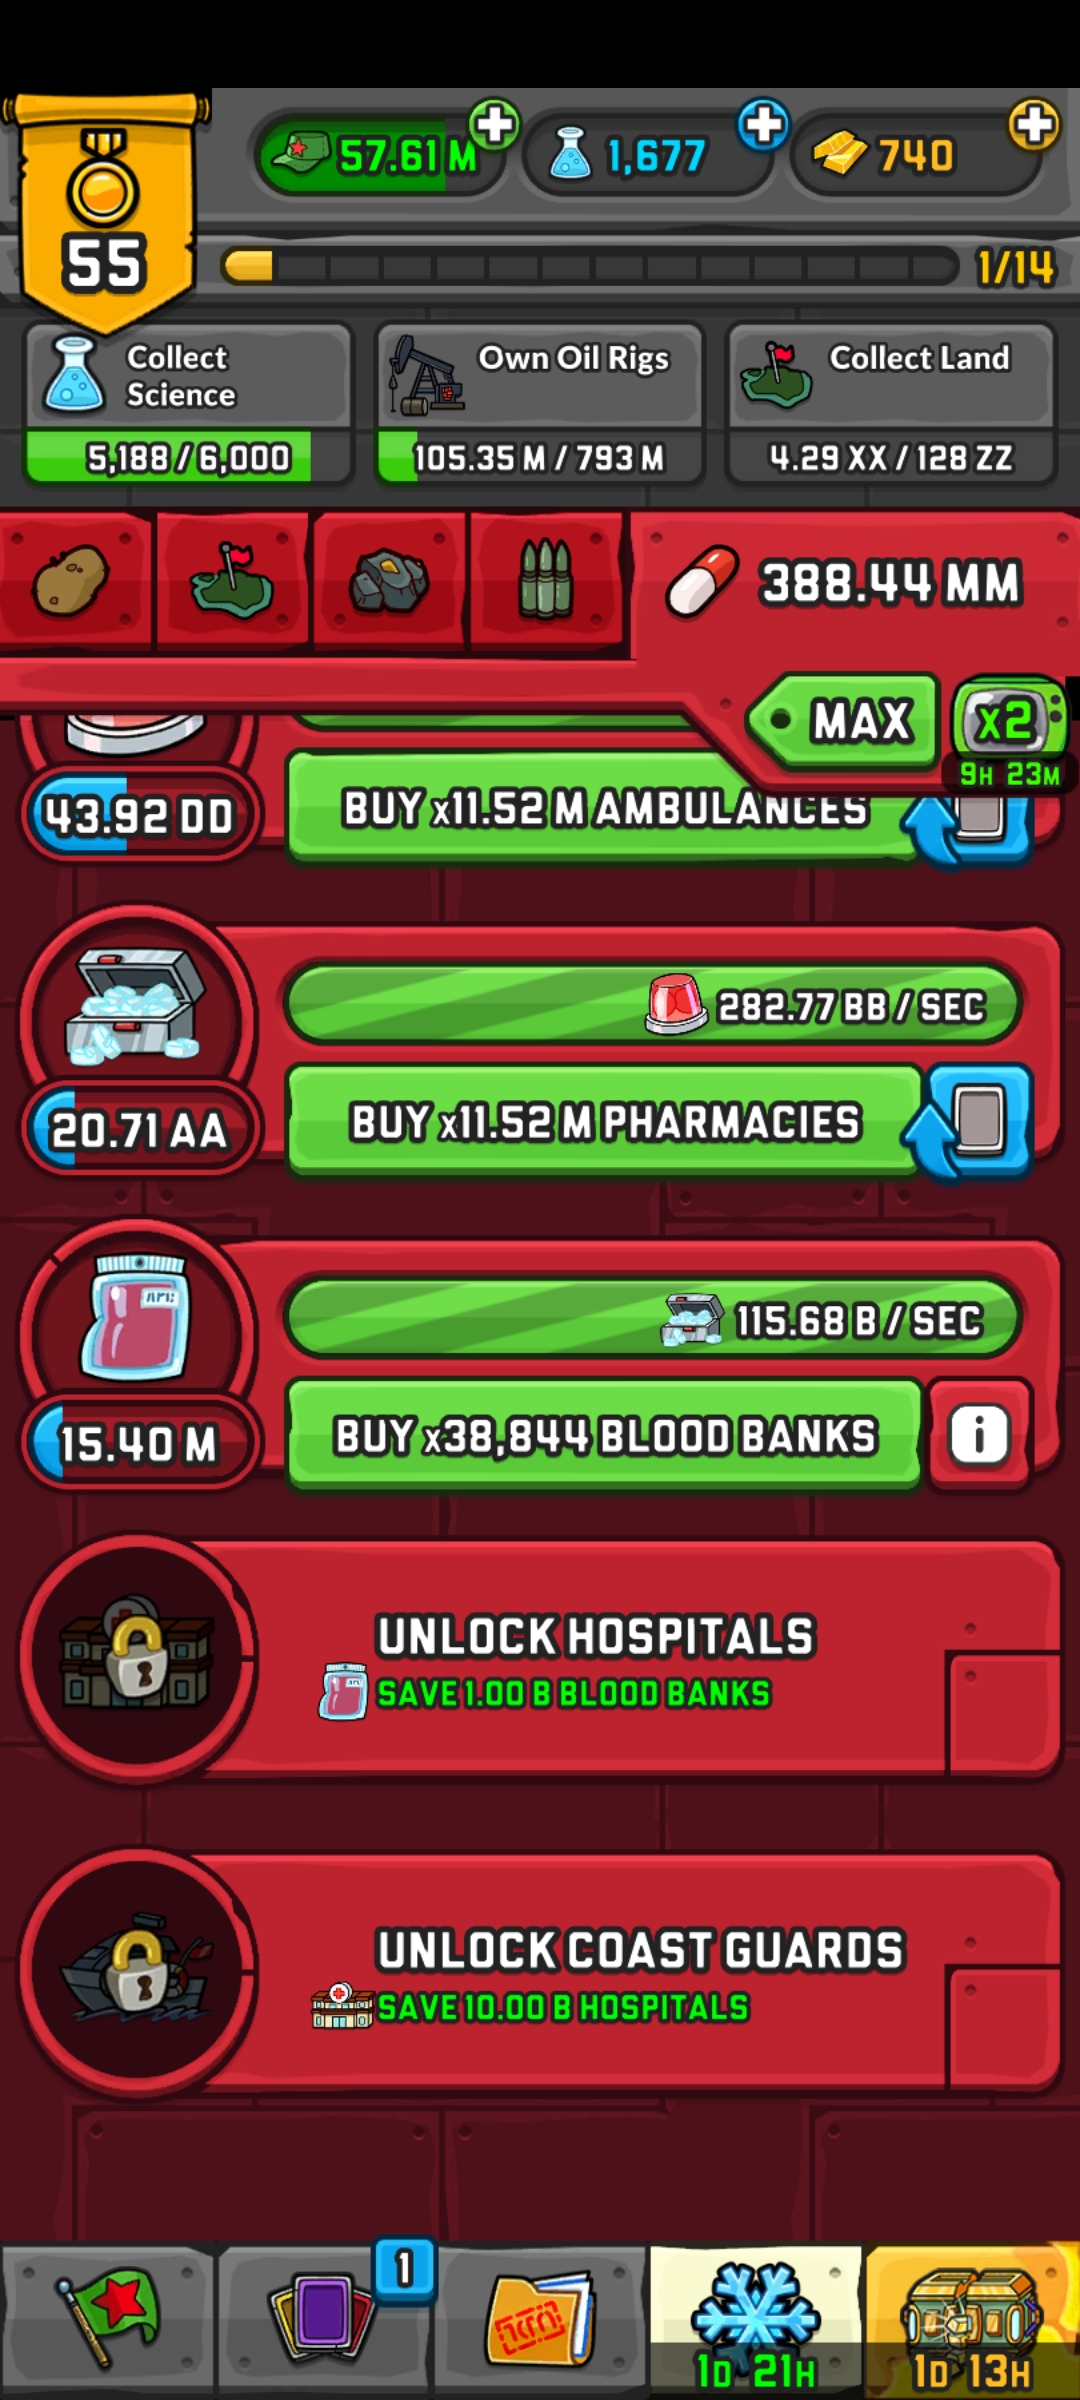 57.61 M
1,677
740
55
1/14
Collect
Science
5,188 / 6,000
Own Oil Rigs
105.35 M / 793 M
Collect Land
4.29 XX / 128 ZZ
388.44 MM
MAX
x2
9H 23M
43.92 DD
BUY x11.52 M AMBULANCES
282.77 BB / SEC
20.71 AA
BUY x11.52 M PHARMACIES
115.68 B / SEC
15.40 M
BUY x38,844 BLOOD BANKS
i
UNLOCK HOSPITALS
SAVE 1.00 B BLOOD BANKS
UNLOCK COAST GUARDS
SAVE 10.00 B HOSPITALS
1
1D 21H
1D 13H